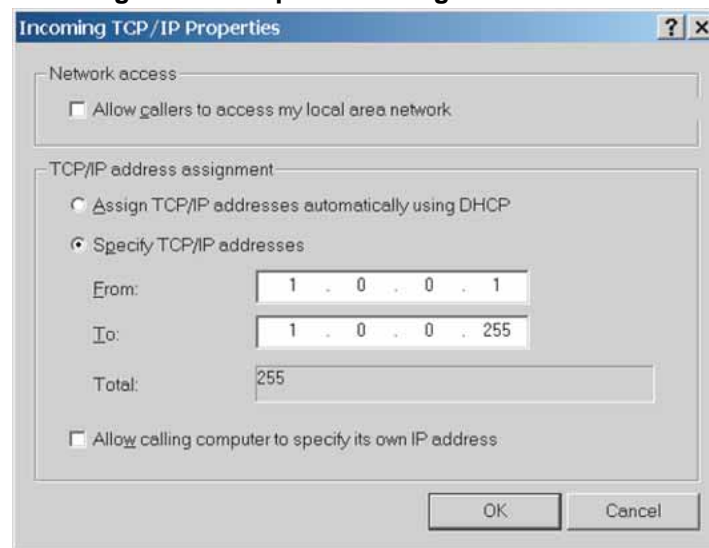 Incoming TCP/IP Properties
Network access
Allow callers to access my local area network
TCP/IP address assignment
Assign TCP/IP addresses automatically using DHCP
Specify TCP/IP addresses
From: 1 . 0 . 0 . 1
To: 1 . 0 . 0 . 255
Total: 255
Allow calling computer to specify its own IP address
OK Cancel